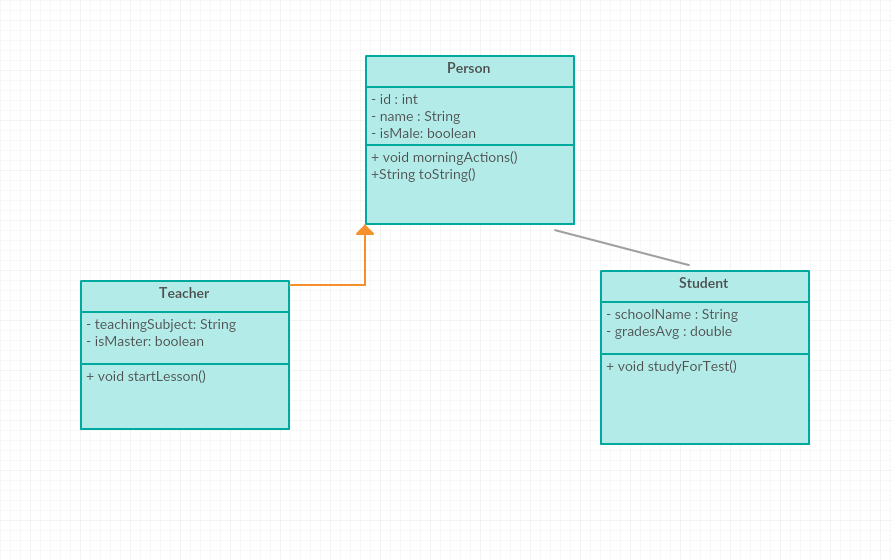 Person
- id : int
- name : String
- isMale: boolean
+ void morningActions()
+String toString()
Teacher
- teachingSubject: String
- isMaster: boolean
+ void startLesson()
Student
- schoolName : String
- gradesAvg : double
+ void studyForTest()